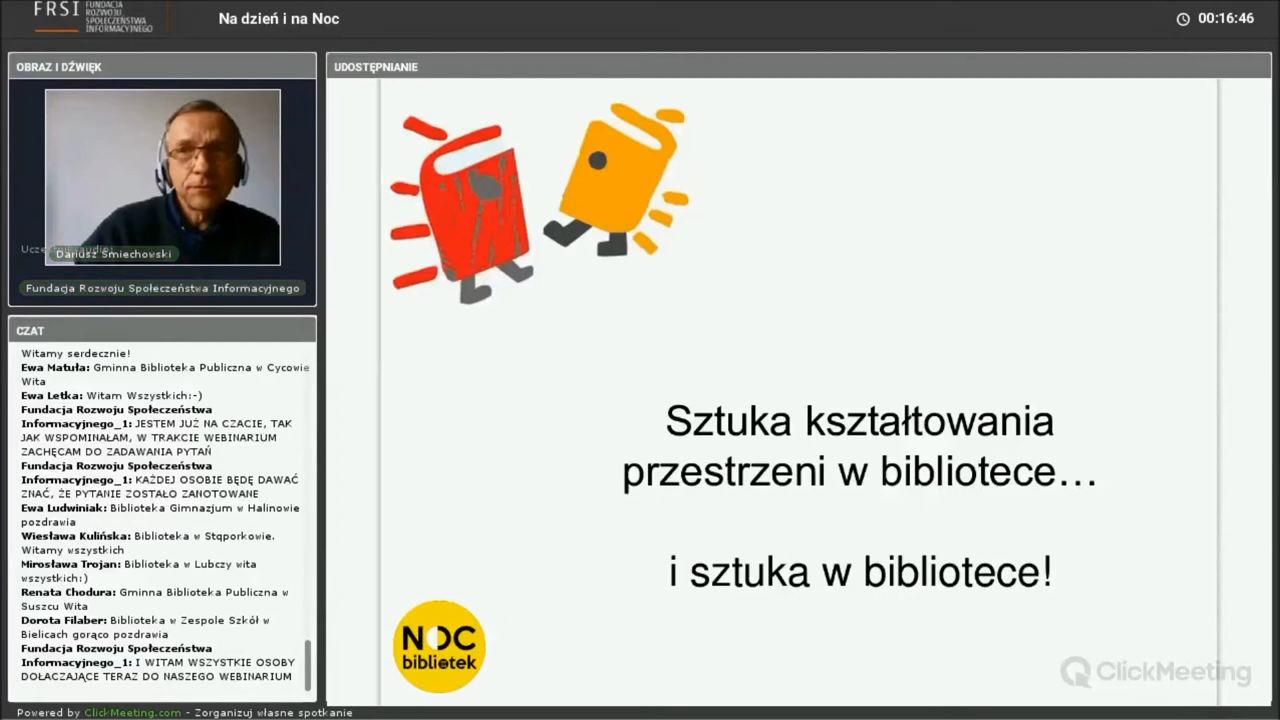 FRSI
FUNDACJA
ROZWOJU
SPOŁECZEŃSTWA
INFORMACYJNEGO
Na dzień i na Noc
00:16:46
OBRAZ I DŹWIĘK
Dariusz Śmiechowski
Fundacja Rozwoju Społeczeństwa Informacyjnego
CZAT
Witamy serdecznie!
Ewa Matuła: Gminna Biblioteka Publiczna w Cycowie
Wita
Ewa Letka: Witam Wszystkich:-)
Fundacja Rozwoju Społeczeństwa
Informacyjnego_1: JESTEM JUŻ NA CZACIE, TAK
JAK WSPOMINAŁAM, W TRAKCIE WEBINARIUM
ZACHĘCAM DO ZADAWANIA PYTAŃ
Fundacja Rozwoju Społeczeństwa
Informacyjnego_1: KAŻDEJ OSOBIE BĘDĘ DAWAĆ
ZNAĆ, ŻE PYTANIE ZOSTAŁO ZANOTOWANE
Ewa Ludwiniak: Biblioteka Gimnazjum w Halinowie
pozdrawia
Wiesława Kulińska: Biblioteka w Stąporkowie.
Witamy wszystkich
Mirosława Trojan: Biblioteka w Lubczy wita
wszystkich:)
Renata Chodura: Gminna Biblioteka Publiczna w
Suszcu Wita
Dorota Filaber: Biblioteka w Zespole Szkół w
Bielicach gorąco pozdrawia
Fundacja Rozwoju Społeczeństwa
Informacyjnego_1: I WITAM WSZYSTKIE OSOBY
DOŁACZAJĄCE TERAZ DO NASZEGO WEBINARIUM
UDOSTĘPNIANIE
Sztuka kształtowania
przestrzeni w bibliotece…
i sztuka w bibliotece!
NOC
bibliotek
ClickMeeting
Powered by ClickMeeting.com - Zorganizuj własne spotkanie